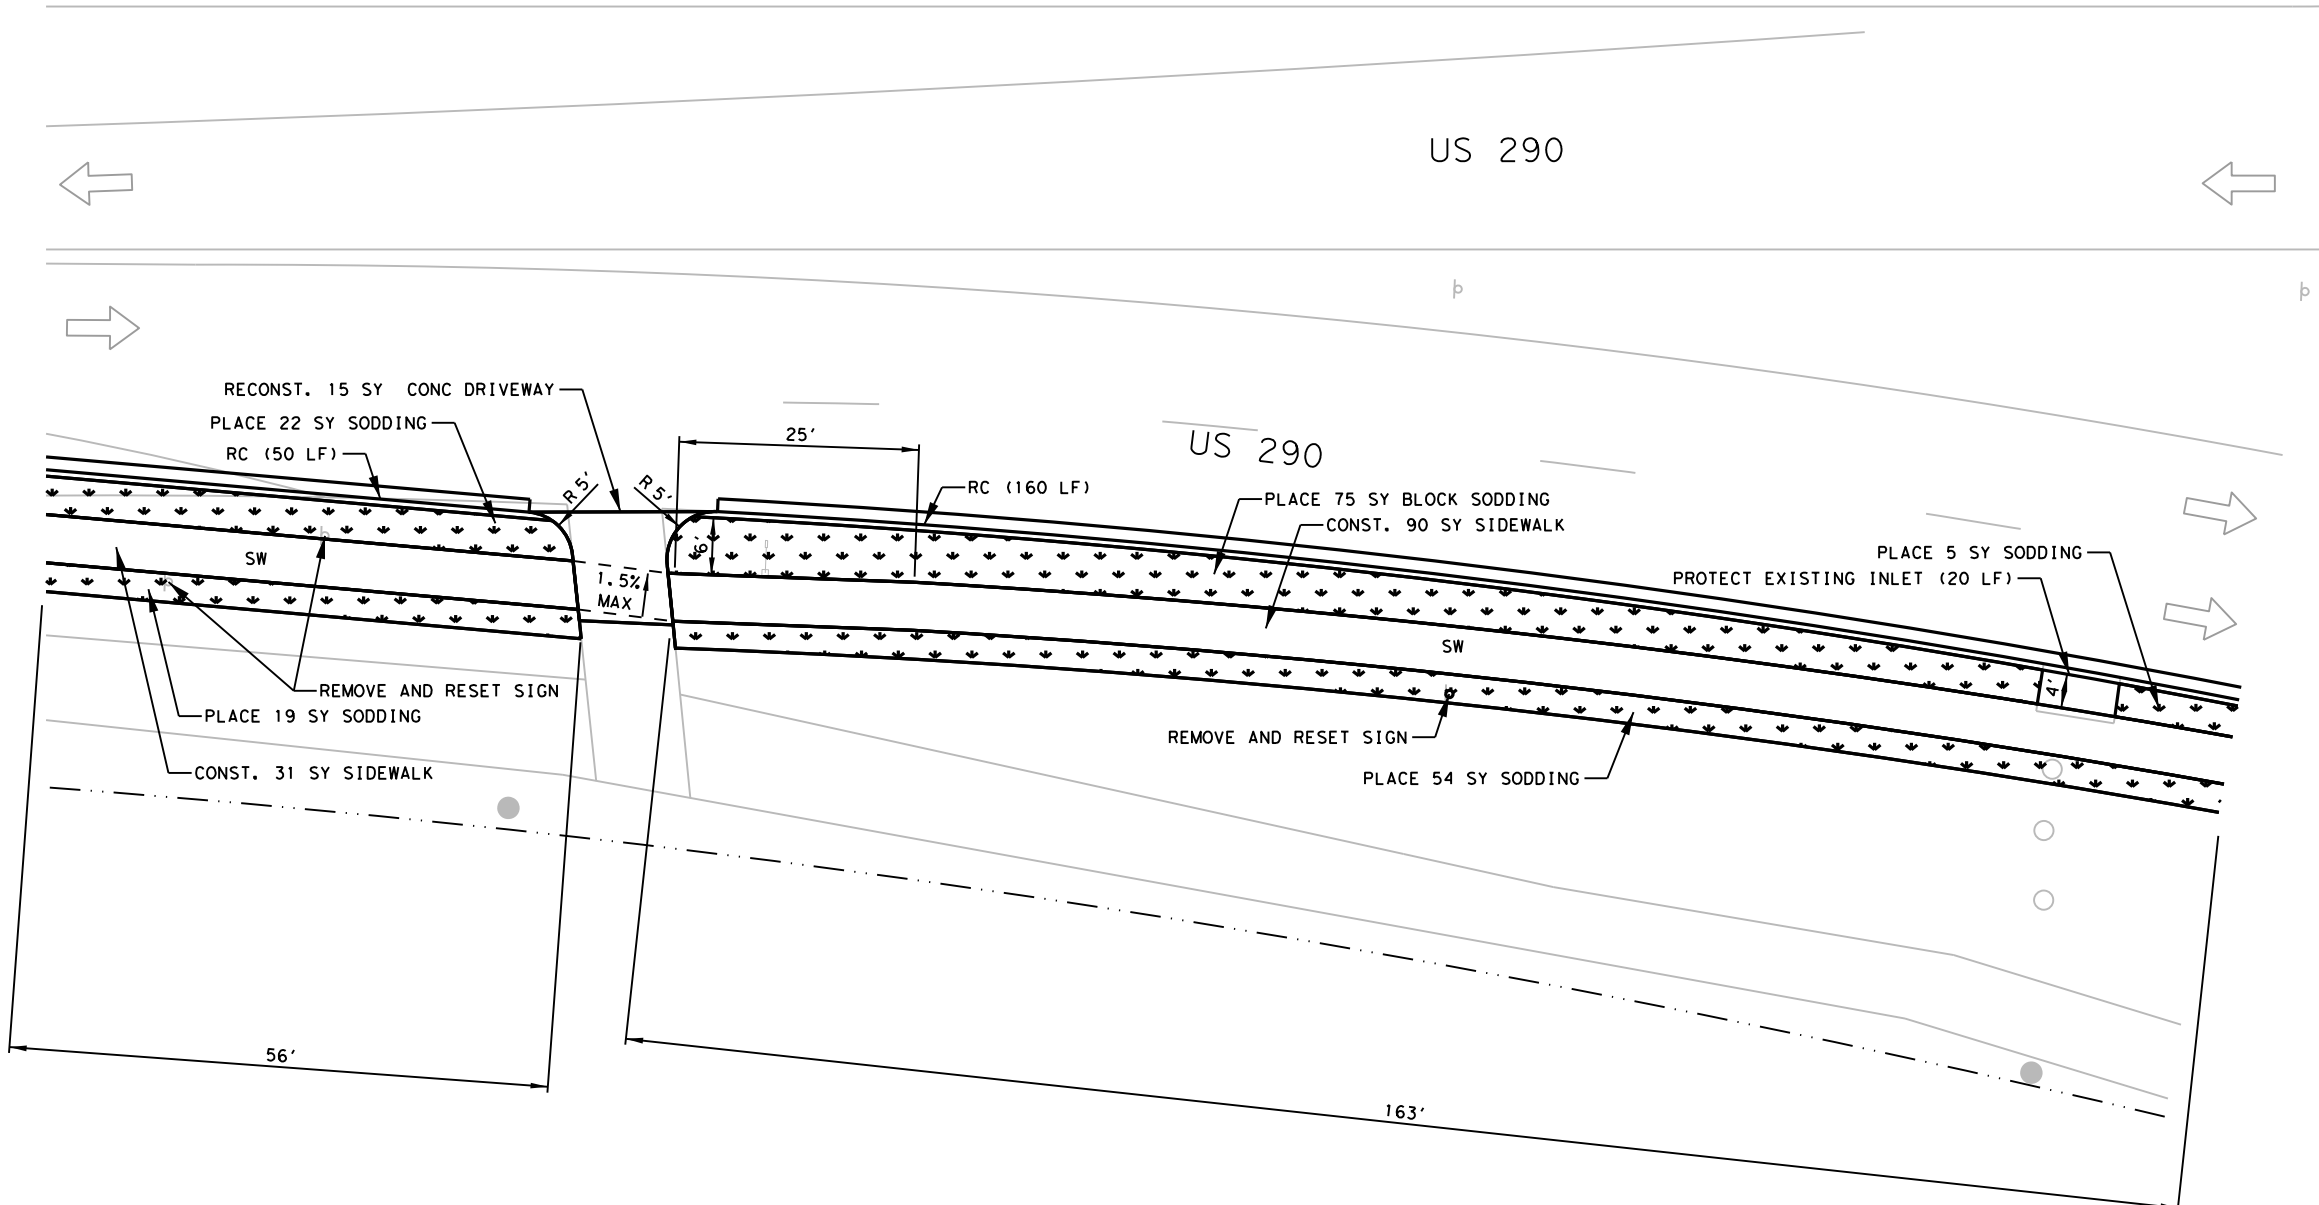 US 290
RECONST. 15 SY CONC DRIVEWAY
PLACE 22 SY SODDING
RC (50 LF)
25'
US 290
R 5'
R 5'
RC (160 LF)
PLACE 75 SY BLOCK SODDING
CONST. 90 SY SIDEWALK
6'
SW
1.5%
MAX
PLACE 5 SY SODDING
PROTECT EXISTING INLET (20 LF)
SW
4'
REMOVE AND RESET SIGN
PLACE 19 SY SODDING
REMOVE AND RESET SIGN
CONST. 31 SY SIDEWALK
PLACE 54 SY SODDING
56'
163'